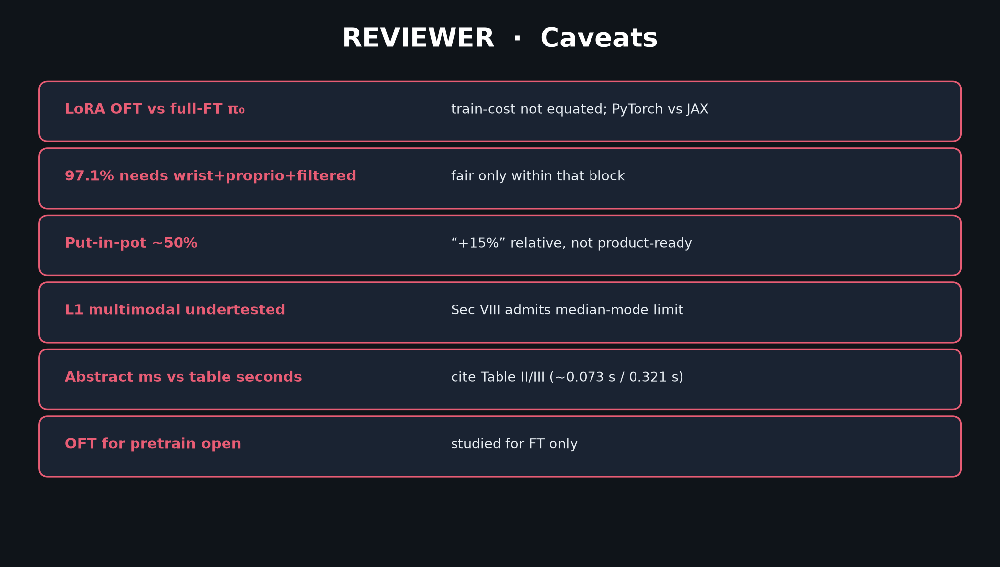 REVIEWER · Caveats
LoRA OFT vs full-FT π₀ train-cost not equated; PyTorch vs JAX
97.1% needs wrist+proprio+filtered fair only within that block
Put-in-pot ~50% “+15%” relative, not product-ready
L1 multimodal undertested Sec VIII admits median-mode limit
Abstract ms vs table seconds cite Table II/III (~0.073 s / 0.321 s)
OFT for pretrain open studied for FT only